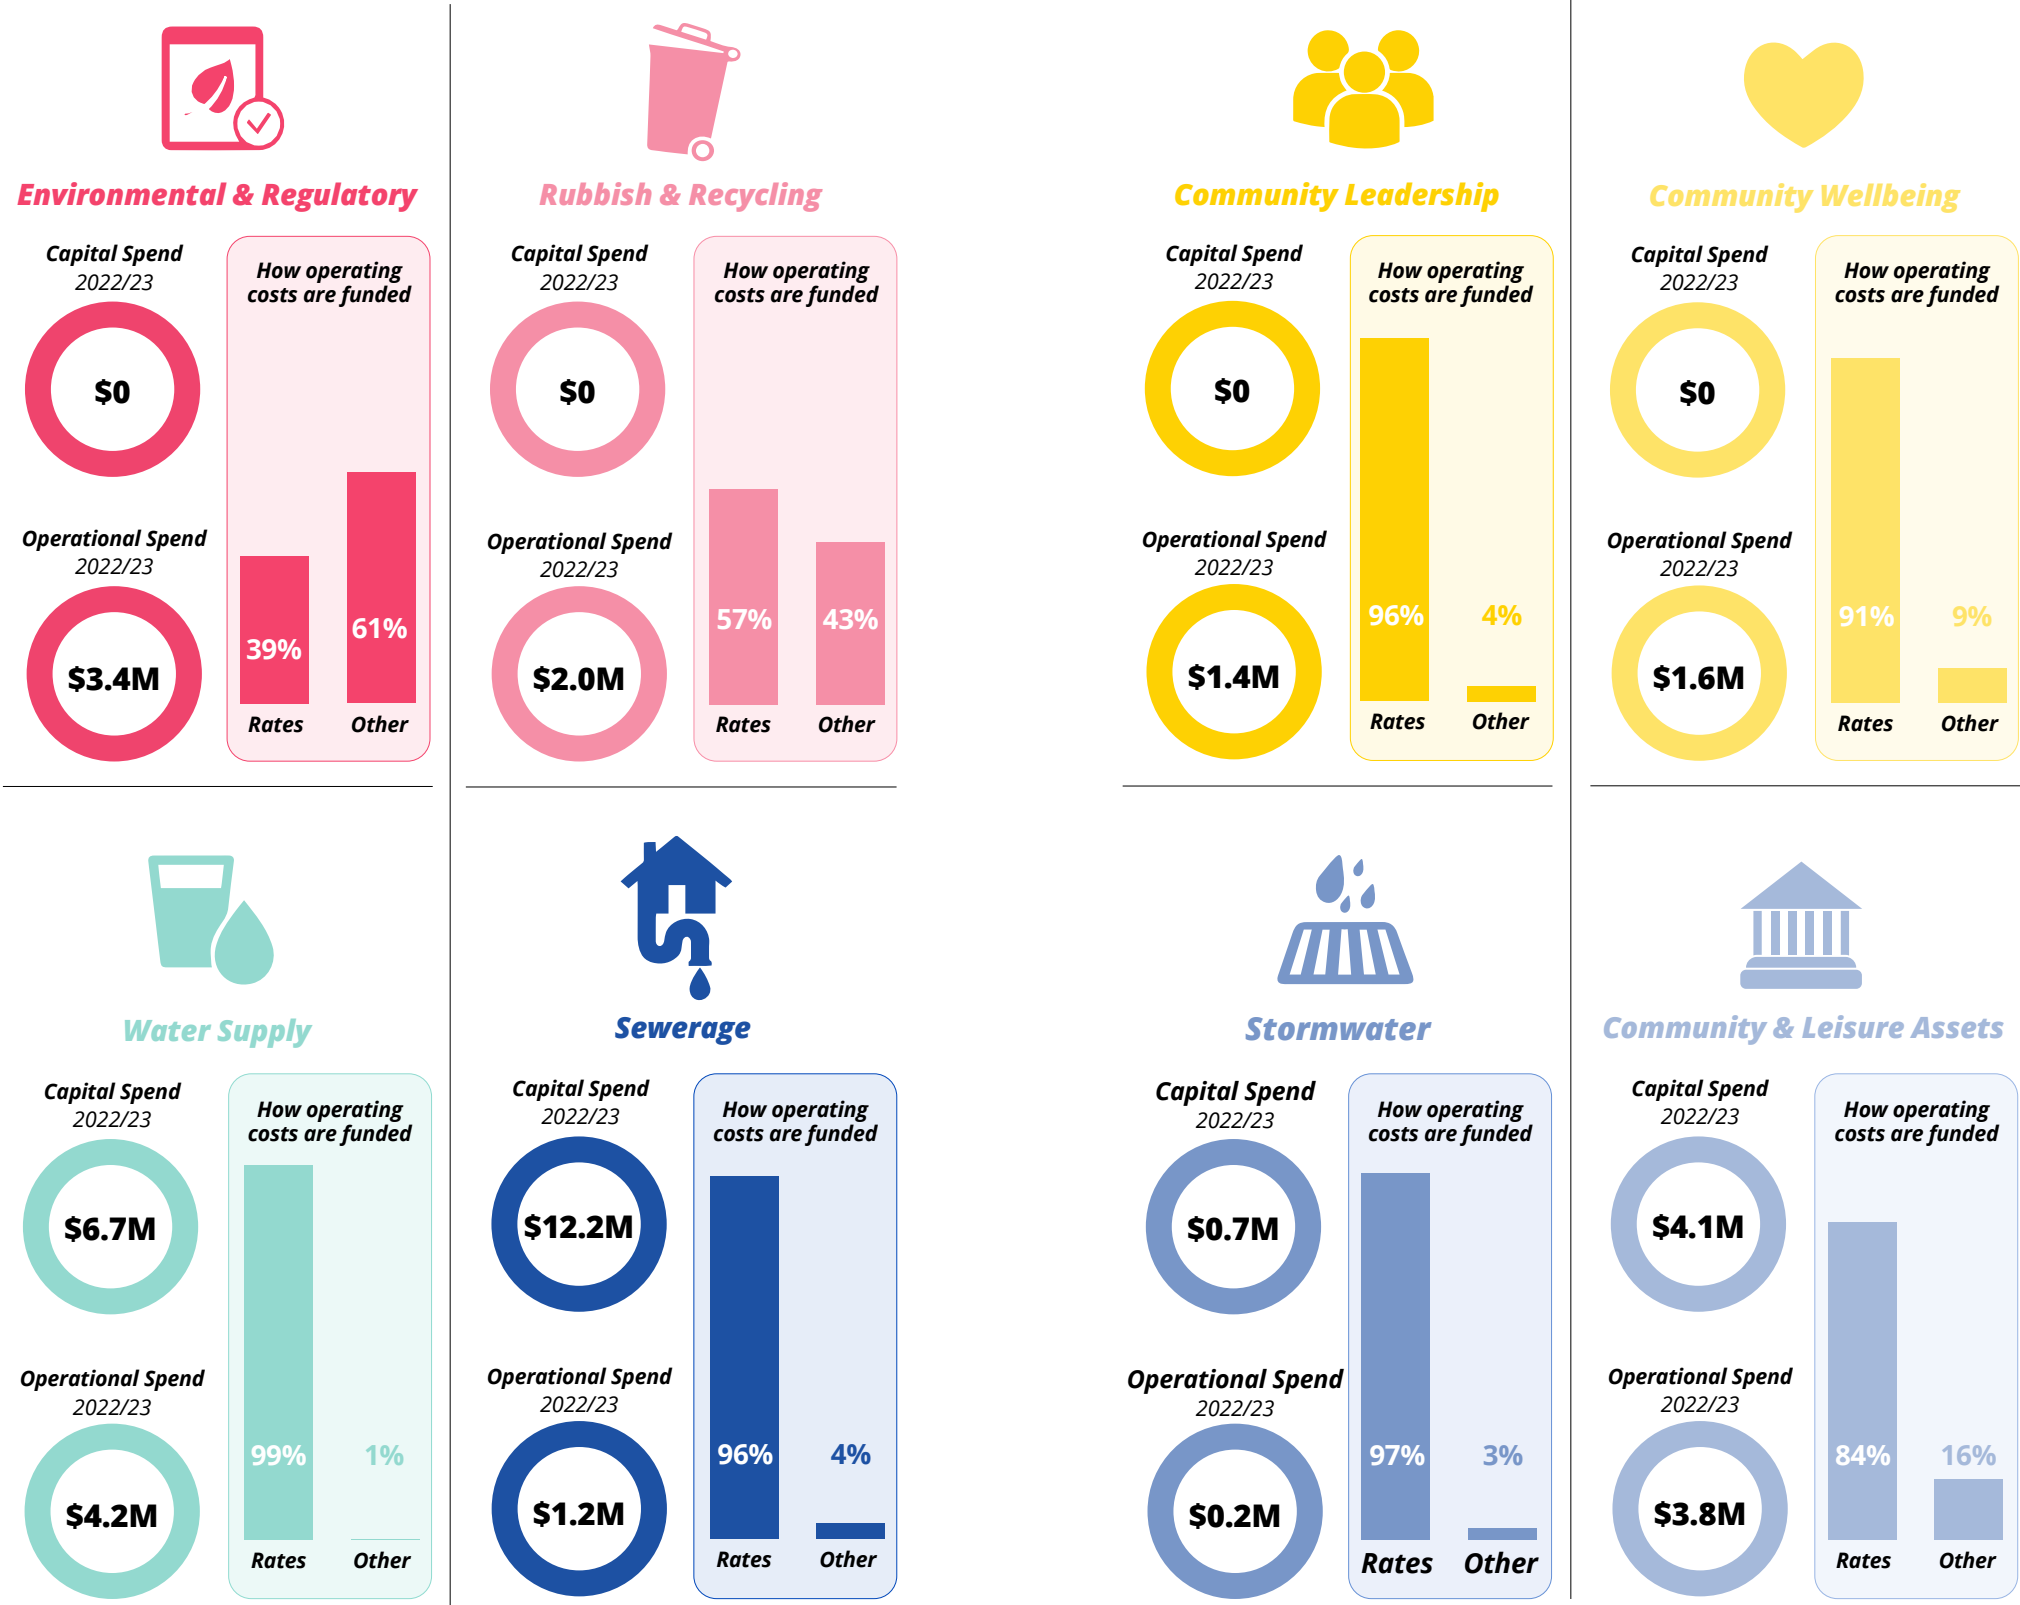 Environmental & Regulatory
Capital Spend
2022/23
$0
Operational Spend
2022/23
$3.4M
How operating
costs are funded
39%
61%
Rates
Other
Rubbish & Recycling
Capital Spend
2022/23
$0
Operational Spend
2022/23
$2.0M
How operating
costs are funded
57%
43%
Rates
Other
Community Leadership
Capital Spend
2022/23
$0
Operational Spend
2022/23
$1.4M
How operating
costs are funded
96%
4%
Rates
Other
Community Wellbeing
Capital Spend
2022/23
$0
Operational Spend
2022/23
$1.6M
How operating
costs are funded
91%
9%
Rates
Other
Water Supply
Capital Spend
2022/23
$6.7M
Operational Spend
2022/23
$4.2M
How operating
costs are funded
99%
1%
Rates
Other
Sewerage
Capital Spend
2022/23
$12.2M
Operational Spend
2022/23
$1.2M
How operating
costs are funded
96%
4%
Rates
Other
Stormwater
Capital Spend
2022/23
$0.7M
Operational Spend
2022/23
$0.2M
How operating
costs are funded
97%
3%
Rates
Other
Community & Leisure Assets
Capital Spend
2022/23
$4.1M
Operational Spend
2022/23
$3.8M
How operating
costs are funded
84%
16%
Rates
Other